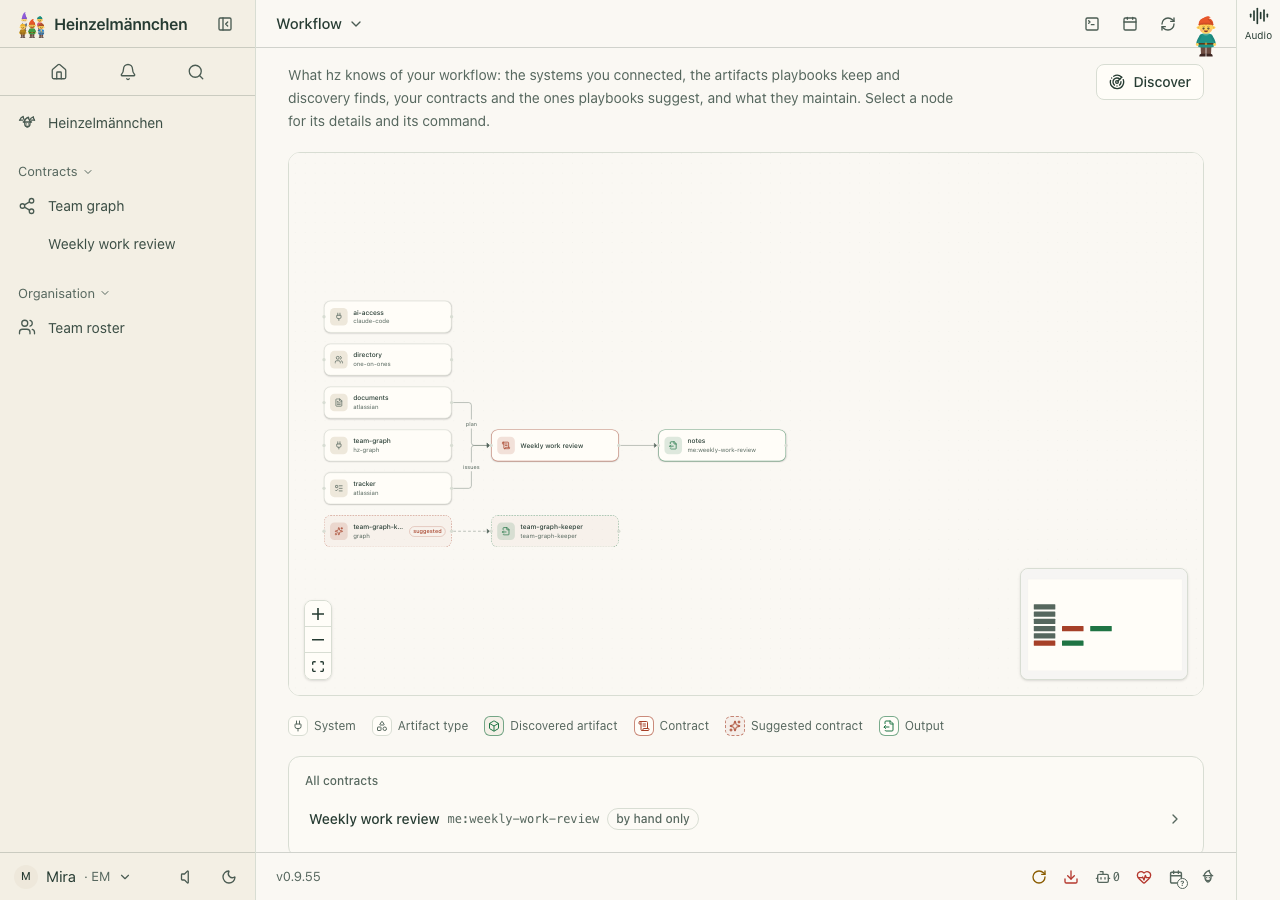 Heinzelmännchen
Workflow
Audio
Heinzelmännchen
Contracts
Team graph
Weekly work review
Organisation
Team roster
What hz knows of your workflow: the systems you connected, the artifacts playbooks keep and
discovery finds, your contracts and the ones playbooks suggest, and what they maintain. Select a node
for its details and its command.
Discover
ai-access
claude-code
directory
one-on-ones
documents
atlassian
plan
team-graph
hz-graph
Weekly work review
notes
me:weekly-work-review
issues
tracker
atlassian
team-graph-k...
graph
suggested
team-graph-keeper
team-graph-keeper
System
Artifact type
Discovered artifact
Contract
Suggested contract
Output
All contracts
Weekly work review me:weekly-work-review by hand only
M Mira · EM
v0.9.55
0
?